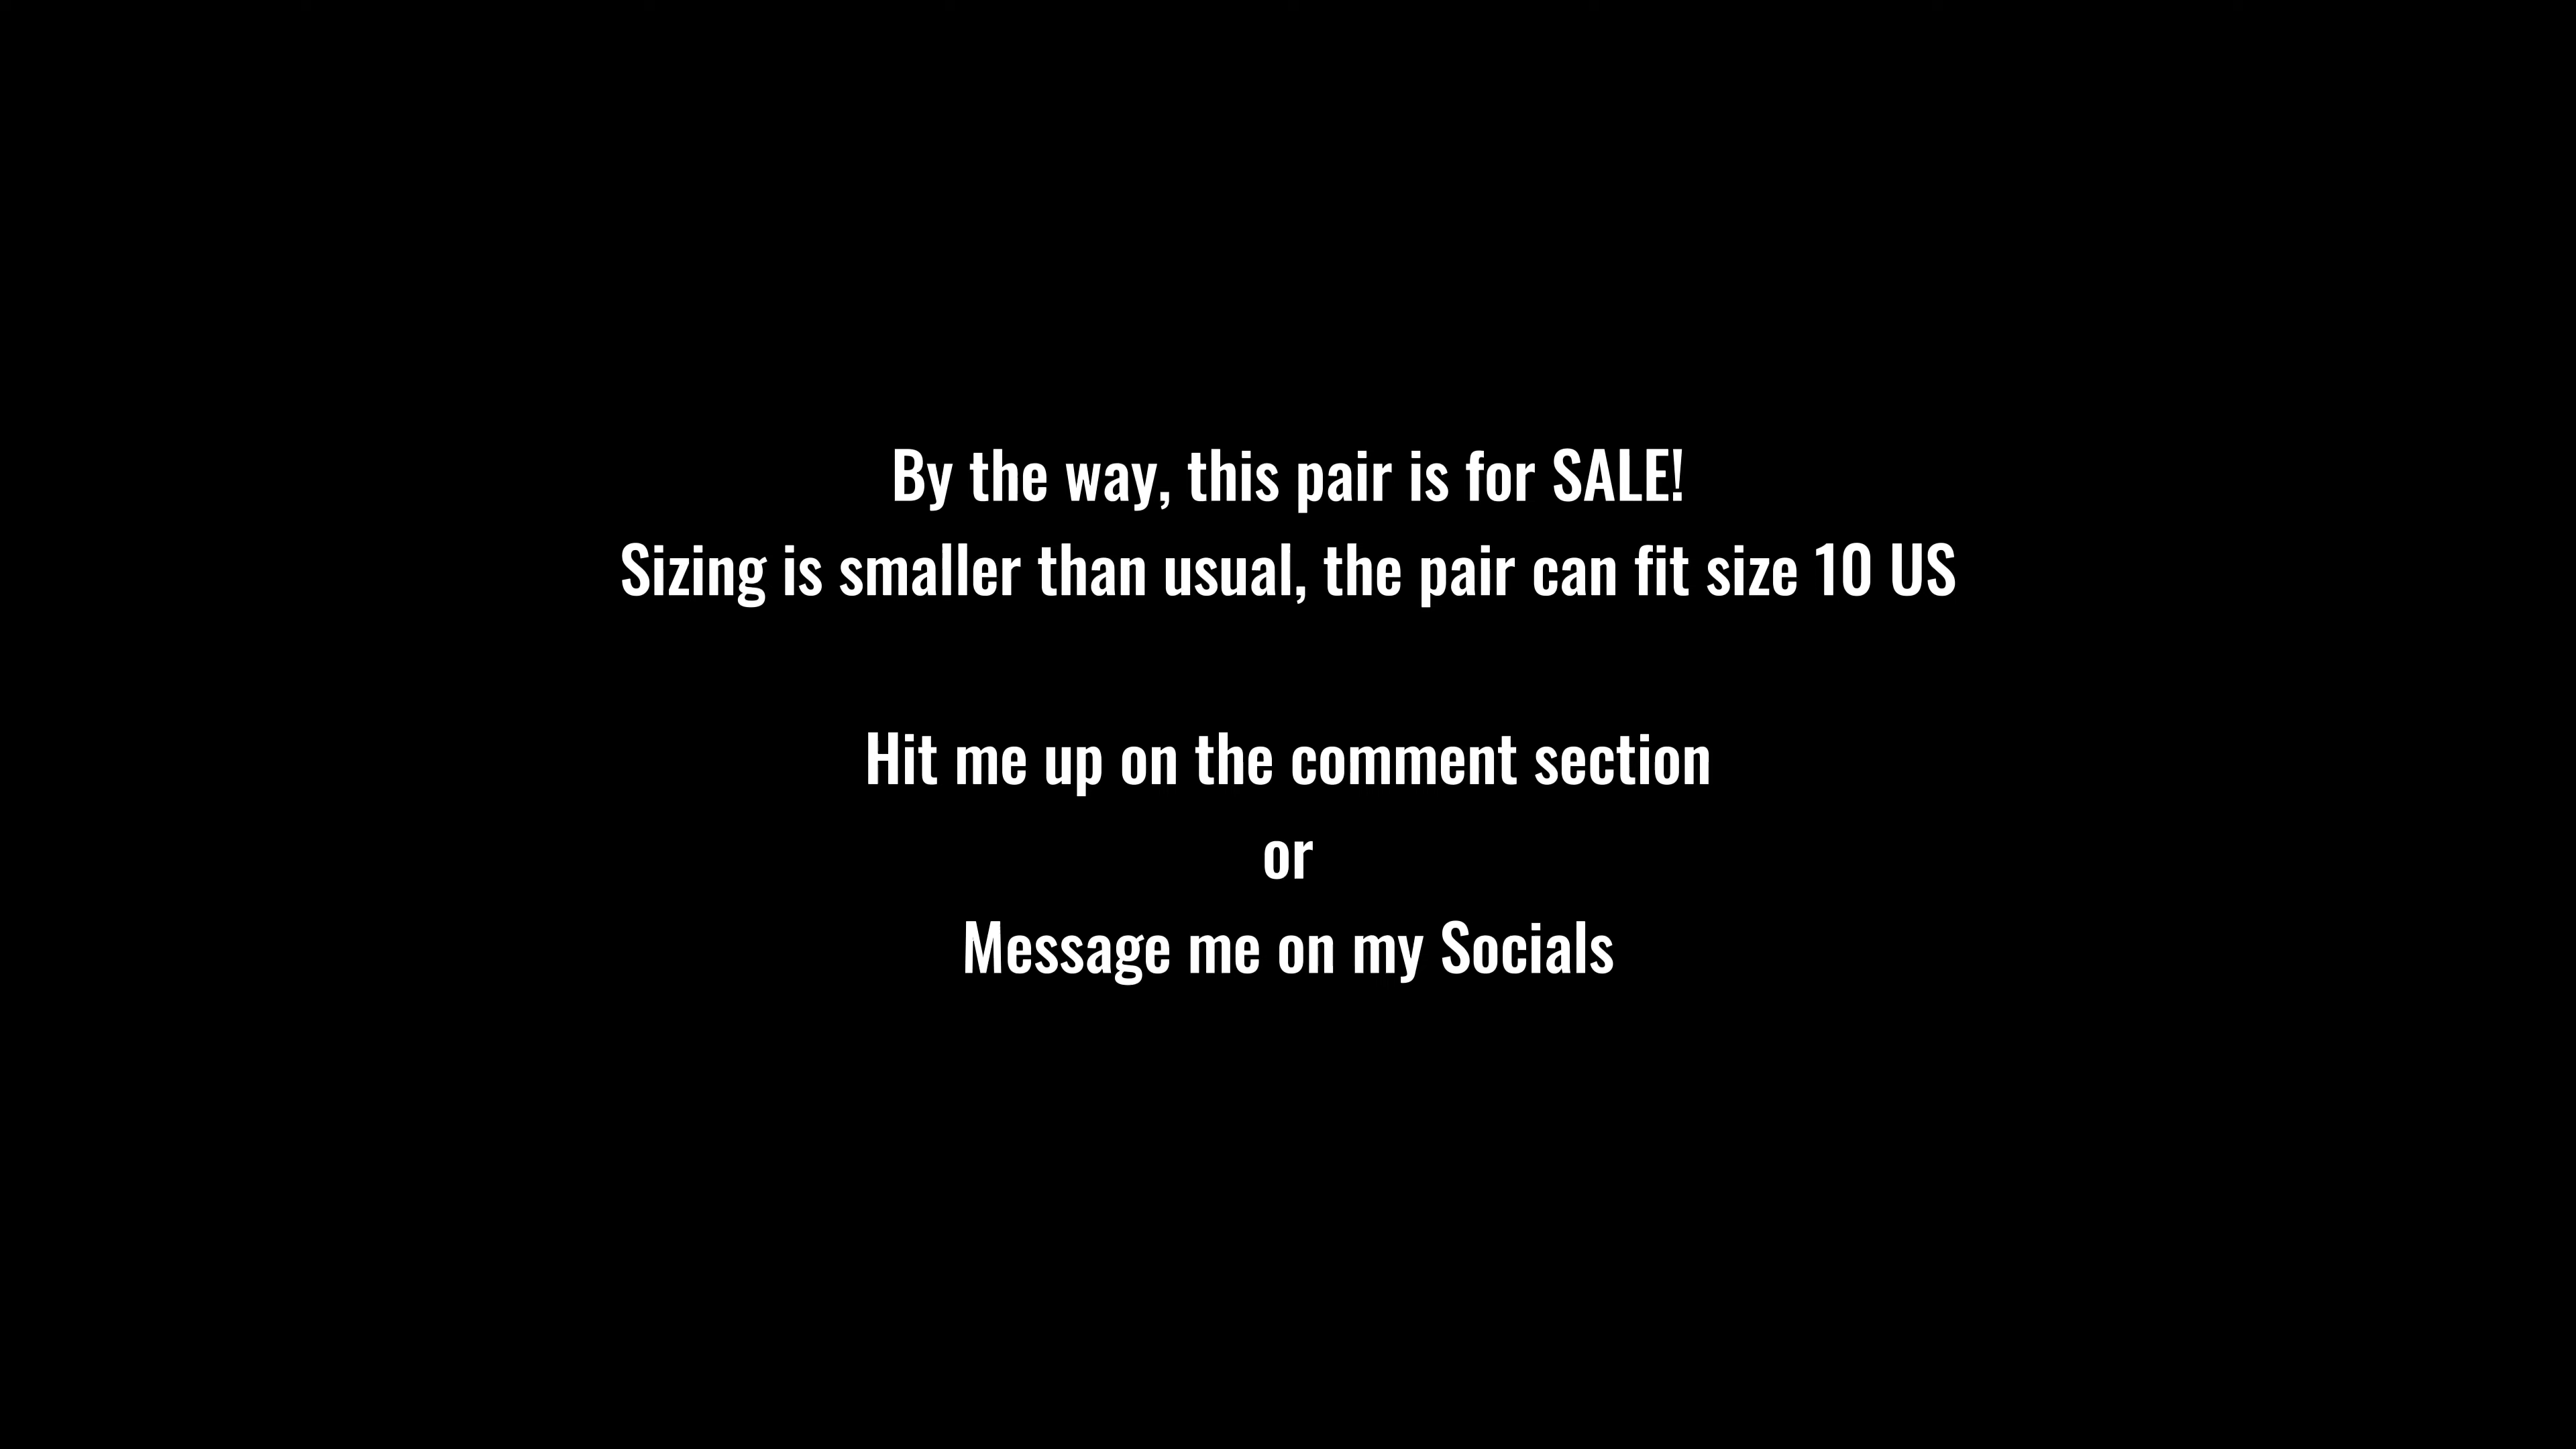 By the way, this pair is for SALE!
Sizing is smaller than usual, the pair can fit size 10 US
Hit me up on the comment section
or
Message me on my Socials